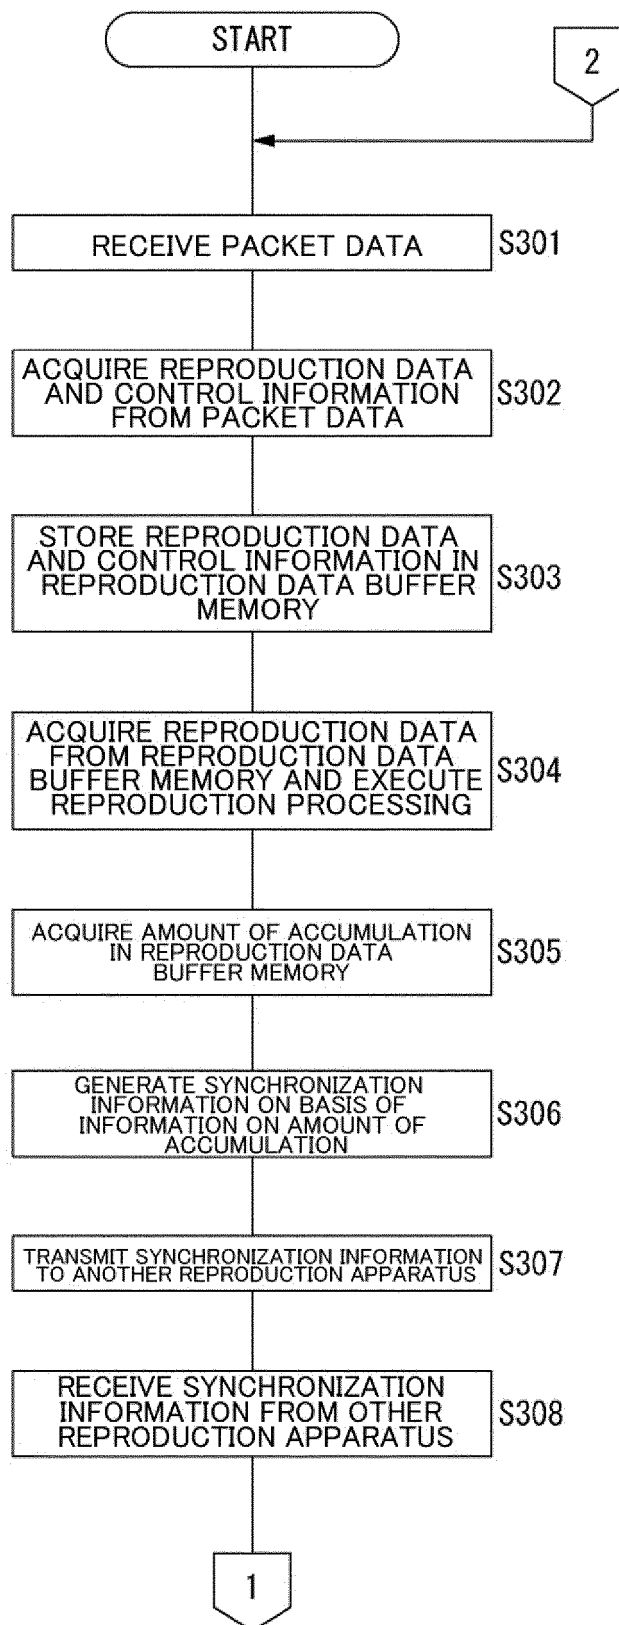 START
2
RECEIVE PACKET DATA
S301
ACQUIRE REPRODUCTION DATA
AND CONTROL INFORMATION
FROM PACKET DATA
S302
STORE REPRODUCTION DATA
AND CONTROL INFORMATION IN
REPRODUCTION DATA BUFFER
MEMORY
S303
ACQUIRE REPRODUCTION DATA
FROM REPRODUCTION DATA
BUFFER MEMORY AND EXECUTE
REPRODUCTION PROCESSING
S304
ACQUIRE AMOUNT OF ACCUMULATION
IN REPRODUCTION DATA
BUFFER MEMORY
S305
GENERATE SYNCHRONIZATION
INFORMATION ON BASIS OF
INFORMATION ON AMOUNT OF
ACCUMULATION
S306
TRANSMIT SYNCHRONIZATION INFORMATION
TO ANOTHER REPRODUCTION APPARATUS
S307
RECEIVE SYNCHRONIZATION
INFORMATION FROM OTHER
REPRODUCTION APPARATUS
S308
1